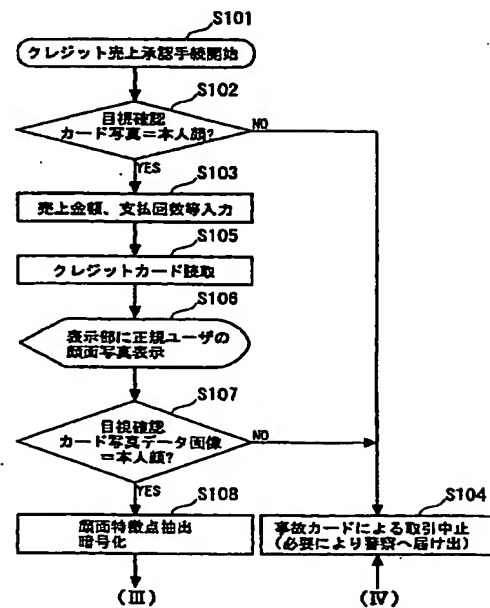 S101
クレジット売上承認手続開始
S102
目視確認
カード写真=本人顔?
NO
YES
S103
売上金額、支払回数等入力
S105
クレジットカード読取
S106
表示部に正規ユーザの
顔面写真表示
S107
目視確認
カード写真データ画像
=本人顔?
NO
YES
S108
顔面特徴点抽出
暗号化
S104
事故カードによる取引中止
(必要により警察へ届け出)
(III)
(IV)